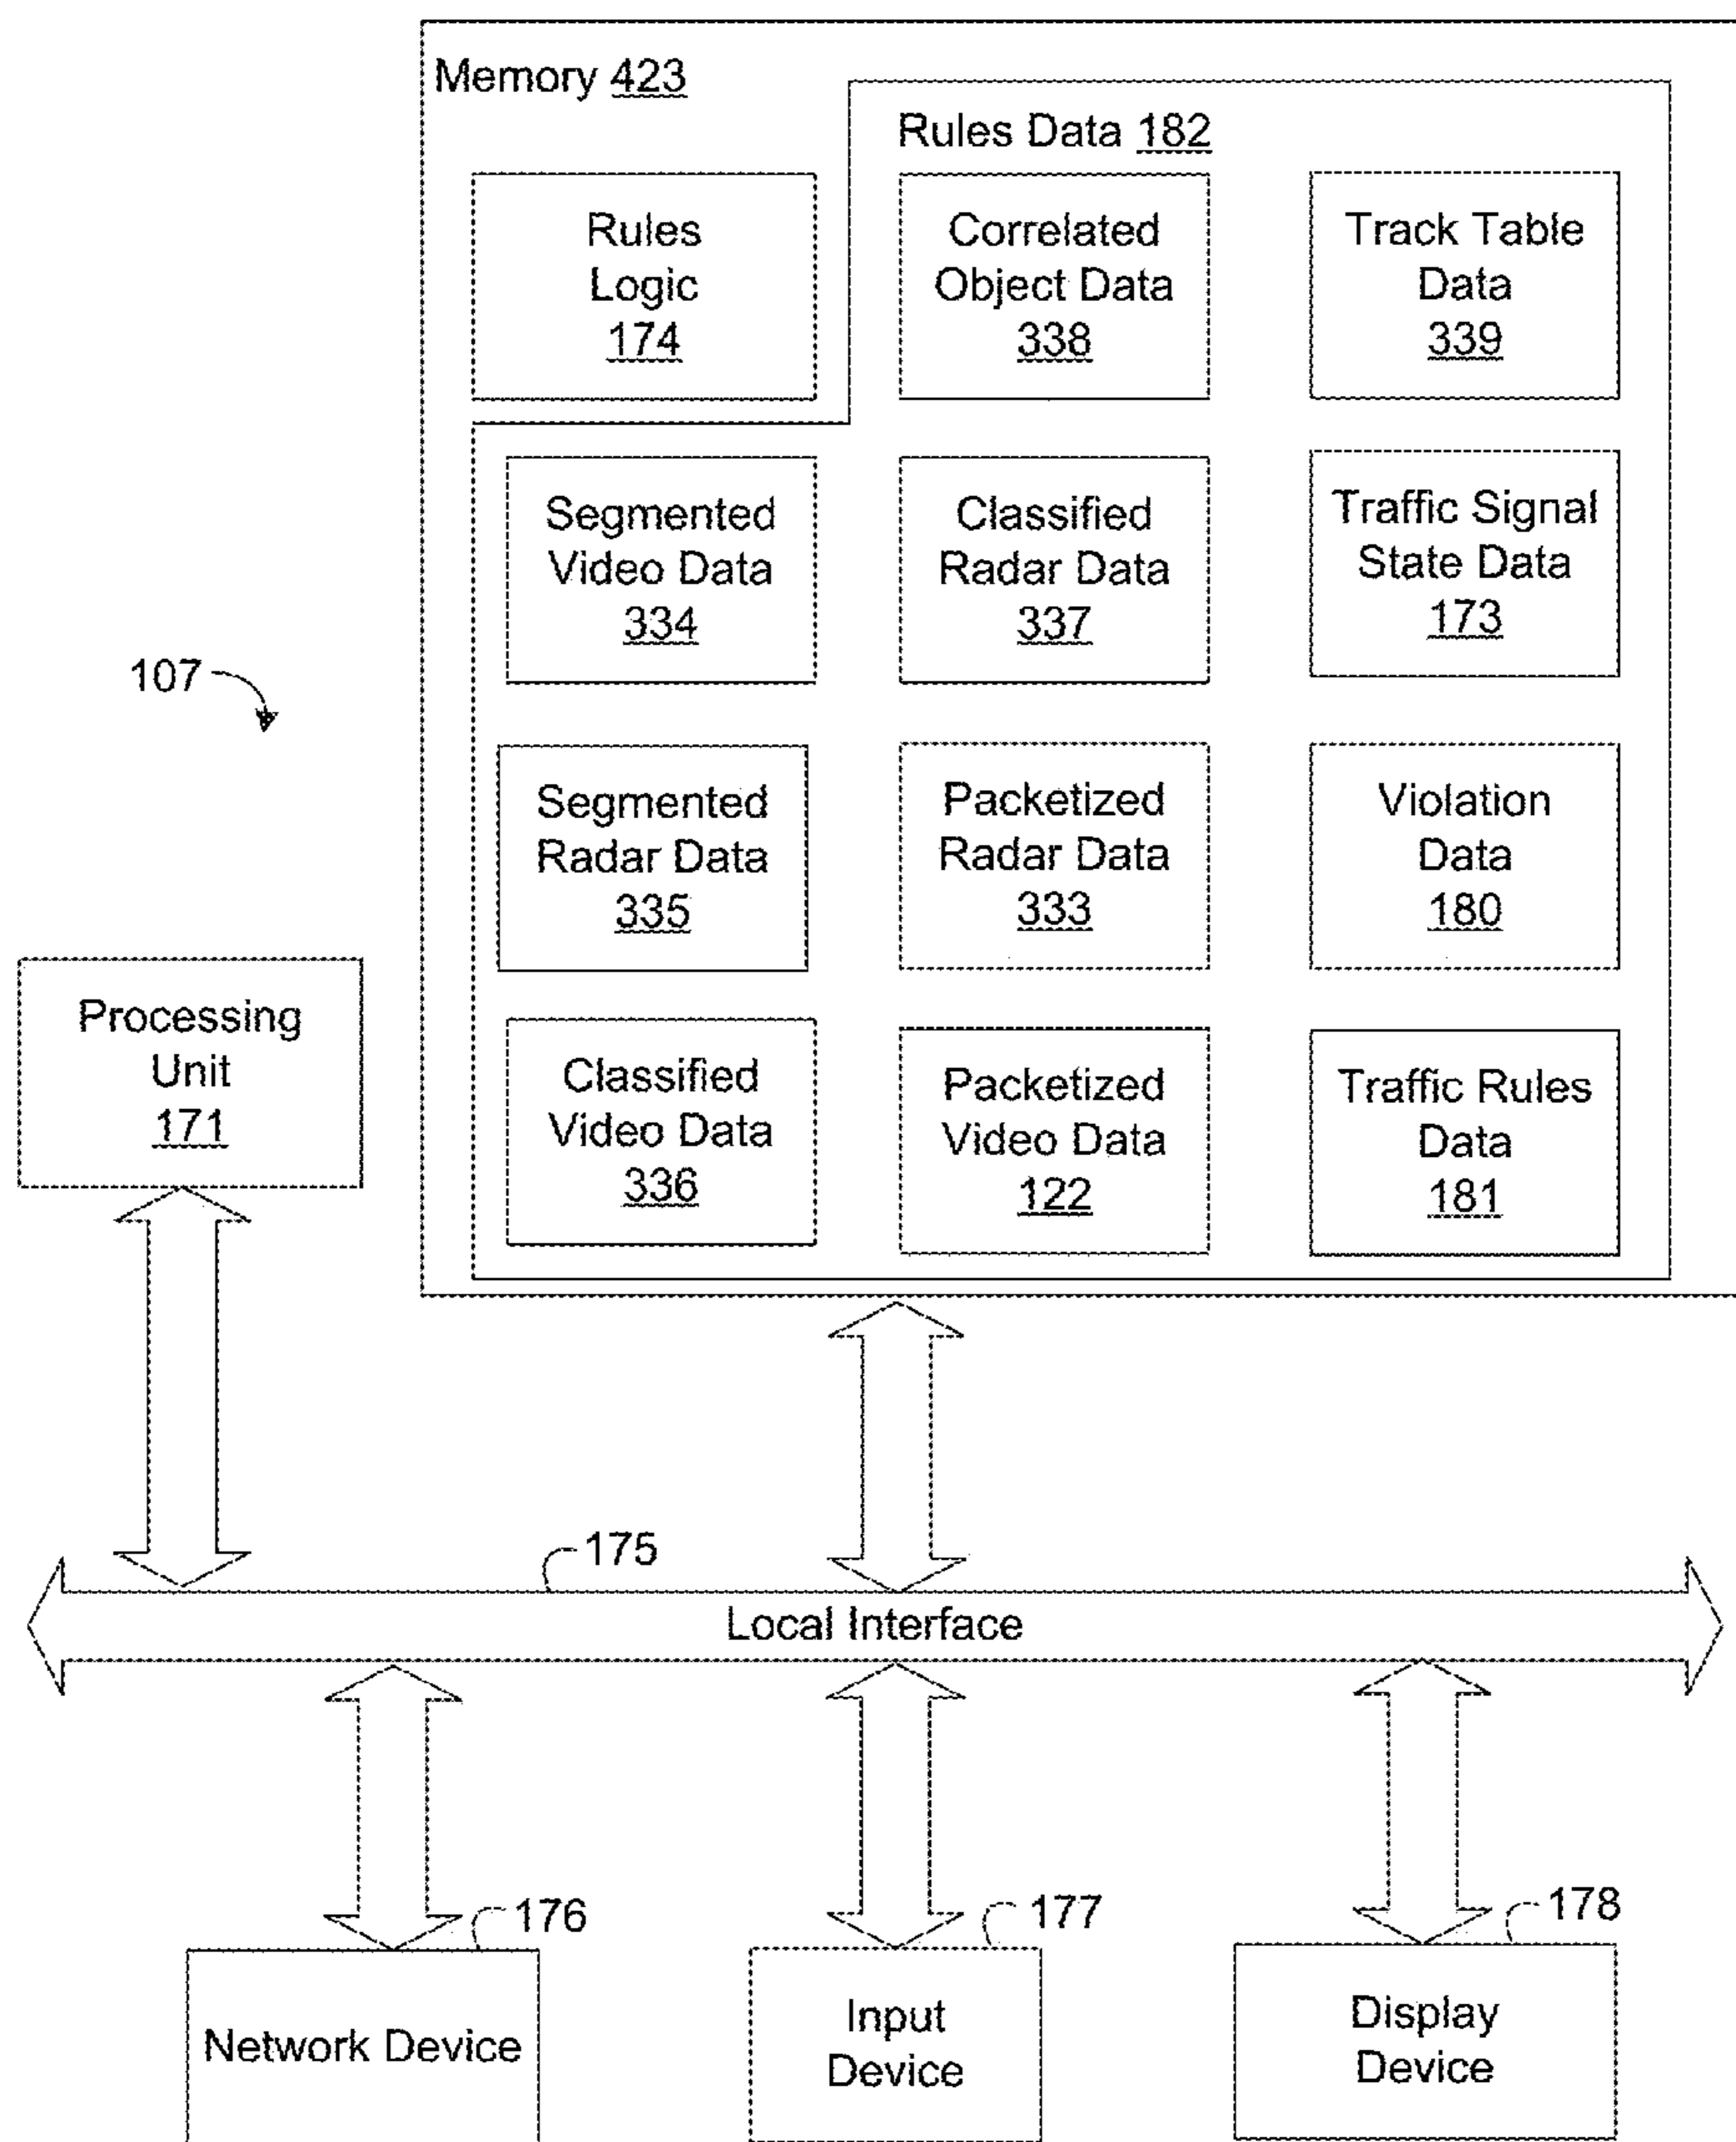 Memory 423
Rules Data 182
Rules
Logic
174
Correlated
Object Data
338
Track Table
Data
339
Segmented
Video Data
334
Classified
Radar Data
337
Traffic Signal
State Data
173
107
Segmented
Radar Data
335
Packetized
Radar Data
333
Violation
Data
180
Processing
Unit
171
Classified
Video Data
336
Packetized
Video Data
122
Traffic Rules
Data
181
175
Local Interface
176
Network Device
177
Input
Device
178
Display
Device